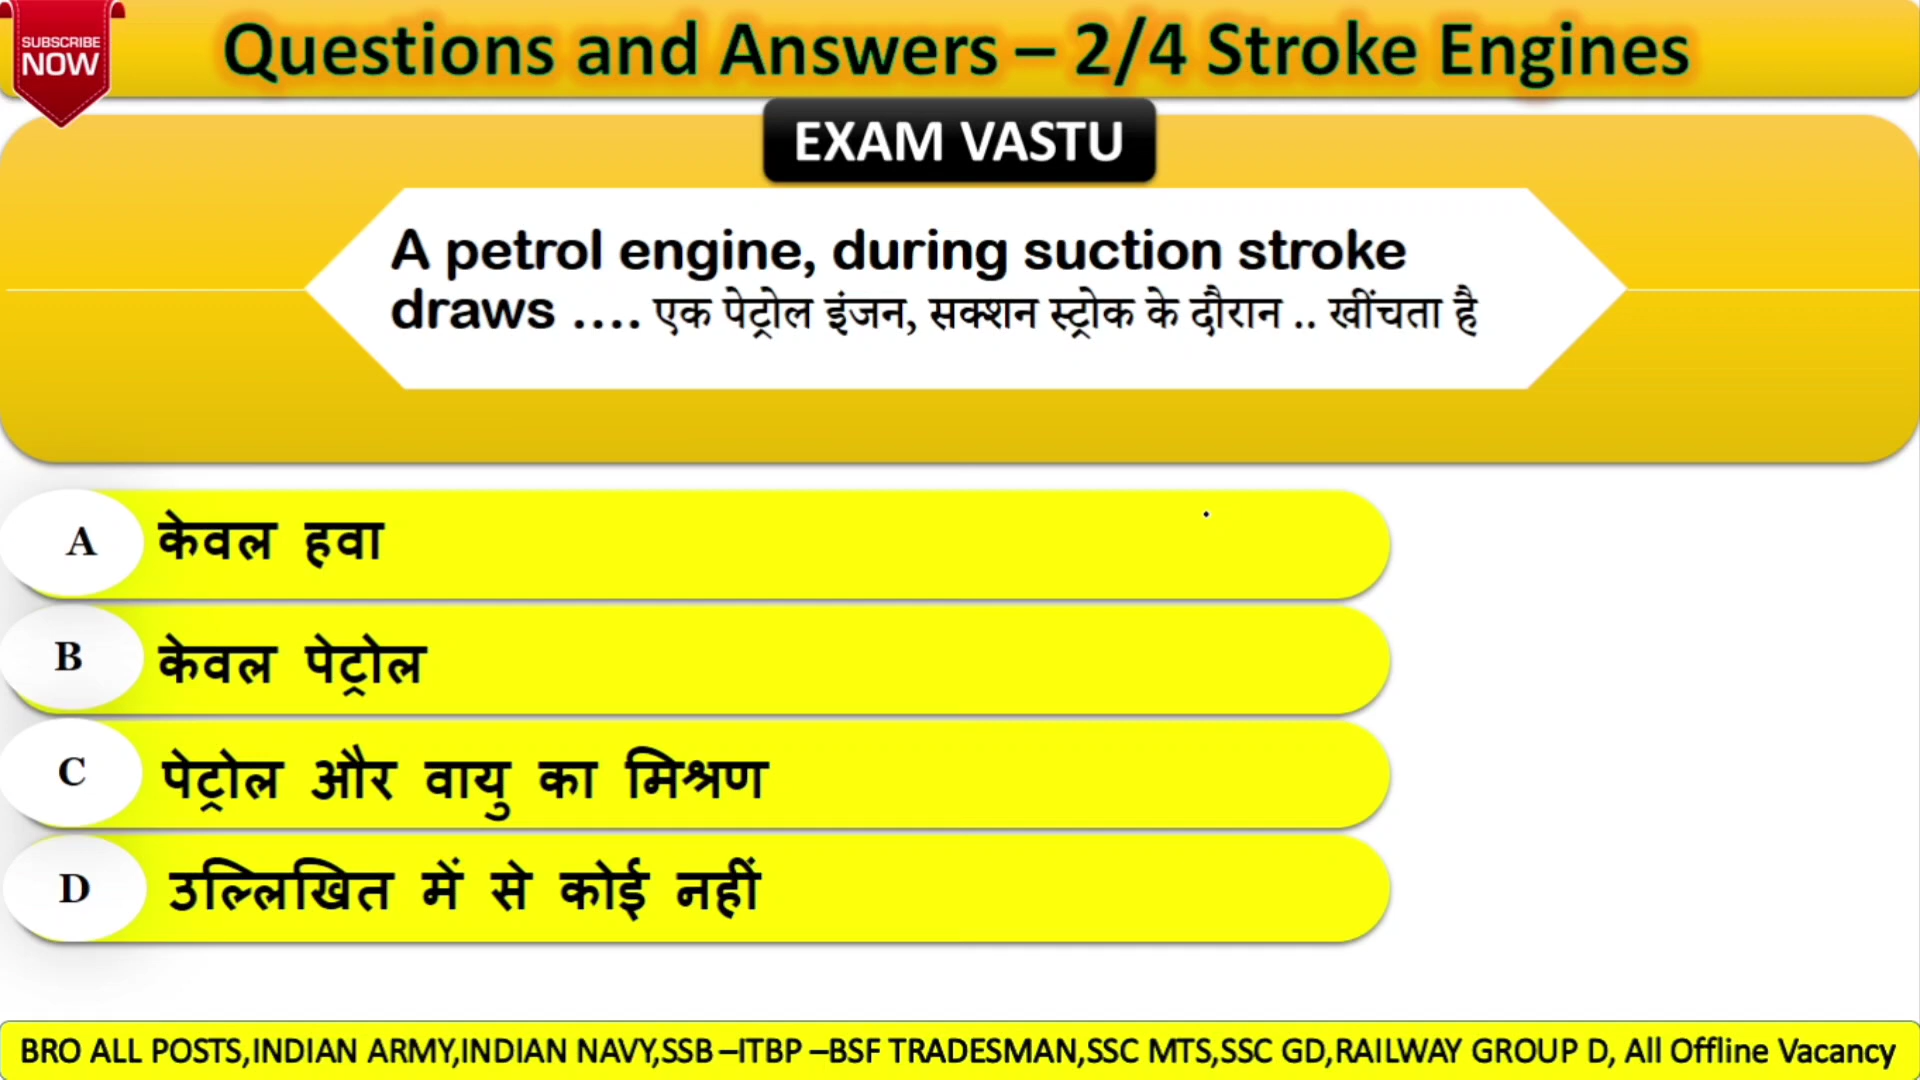 SUBSCRIBE
NOW
Questions and Answers – 2/4 Stroke Engines
EXAM VASTU
A petrol engine, during suction stroke
draws .... एक पेट्रोल इंजन, सक्शन स्ट्रोक के दौरान .. खींचता है
A केवल हवा
B केवल पेट्रोल
C पेट्रोल और वायु का मिश्रण
D उल्लिखित में से कोई नहीं
BRO ALL POSTS,INDIAN ARMY,INDIAN NAVY,SSB –ITBP –BSF TRADESMAN,SSC MTS,SSC GD,RAILWAY GROUP D, All Offline Vacancy